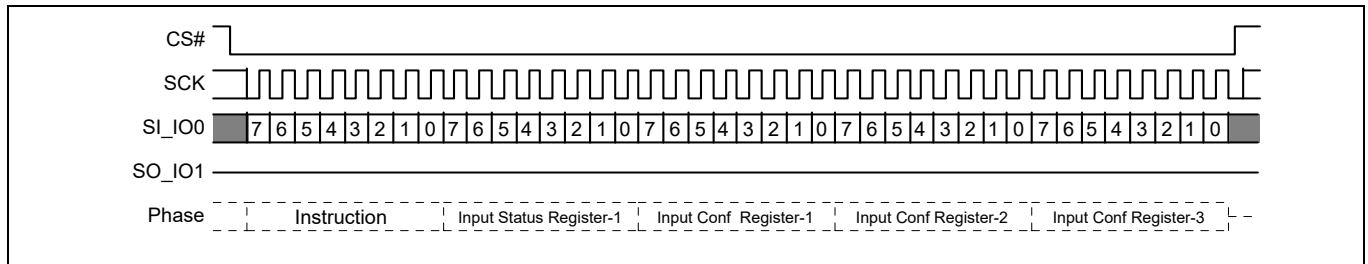 CS#
SCK
SI_IO0 7 6 5 4 3 2 1 0 7 6 5 4 3 2 1 0 7 6 5 4 3 2 1 0 7 6 5 4 3 2 1 0 7 6 5 4 3 2 1 0
SO_IO1
Phase Instruction Input Status Register-1 Input Conf Register-1 Input Conf Register-2 Input Conf Register-3